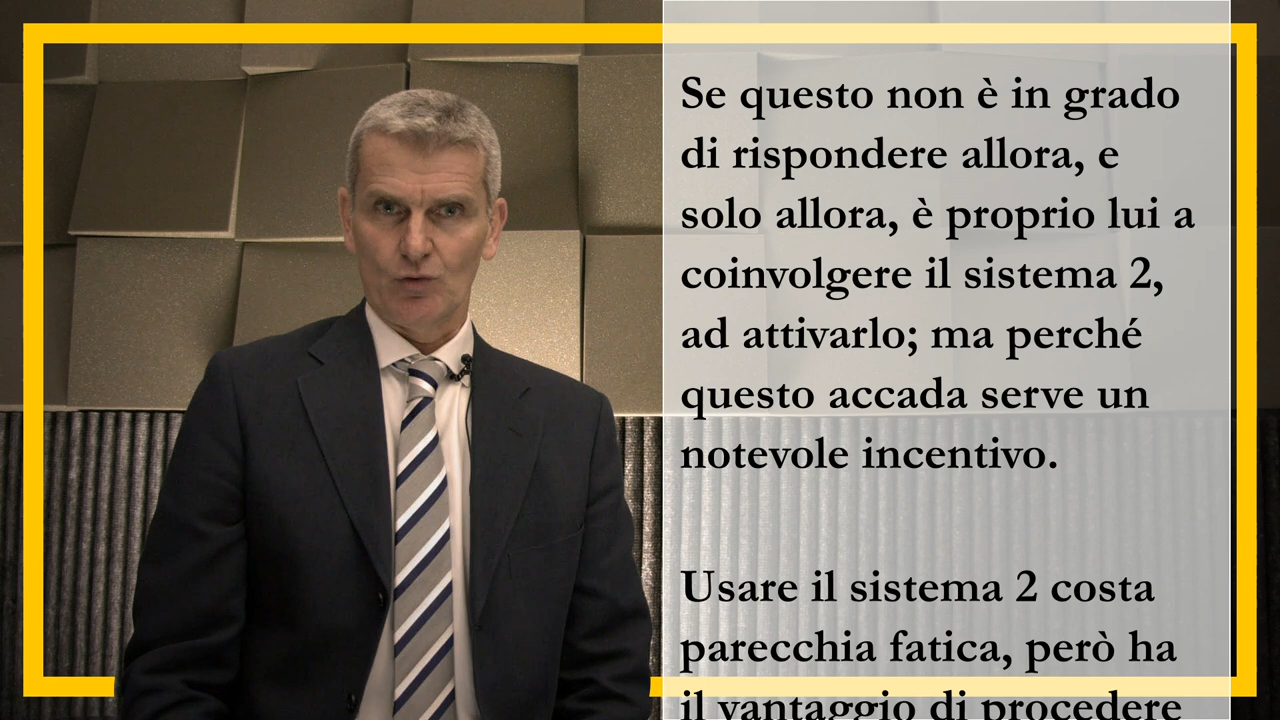 Se questo non è in grado
di rispondere allora, e
solo allora, è proprio lui a
coinvolgere il sistema 2,
ad attivarlo; ma perché
questo accada serve un
notevole incentivo.
Usare il sistema 2 costa
parecchia fatica, però ha
il vantaggio di procedere